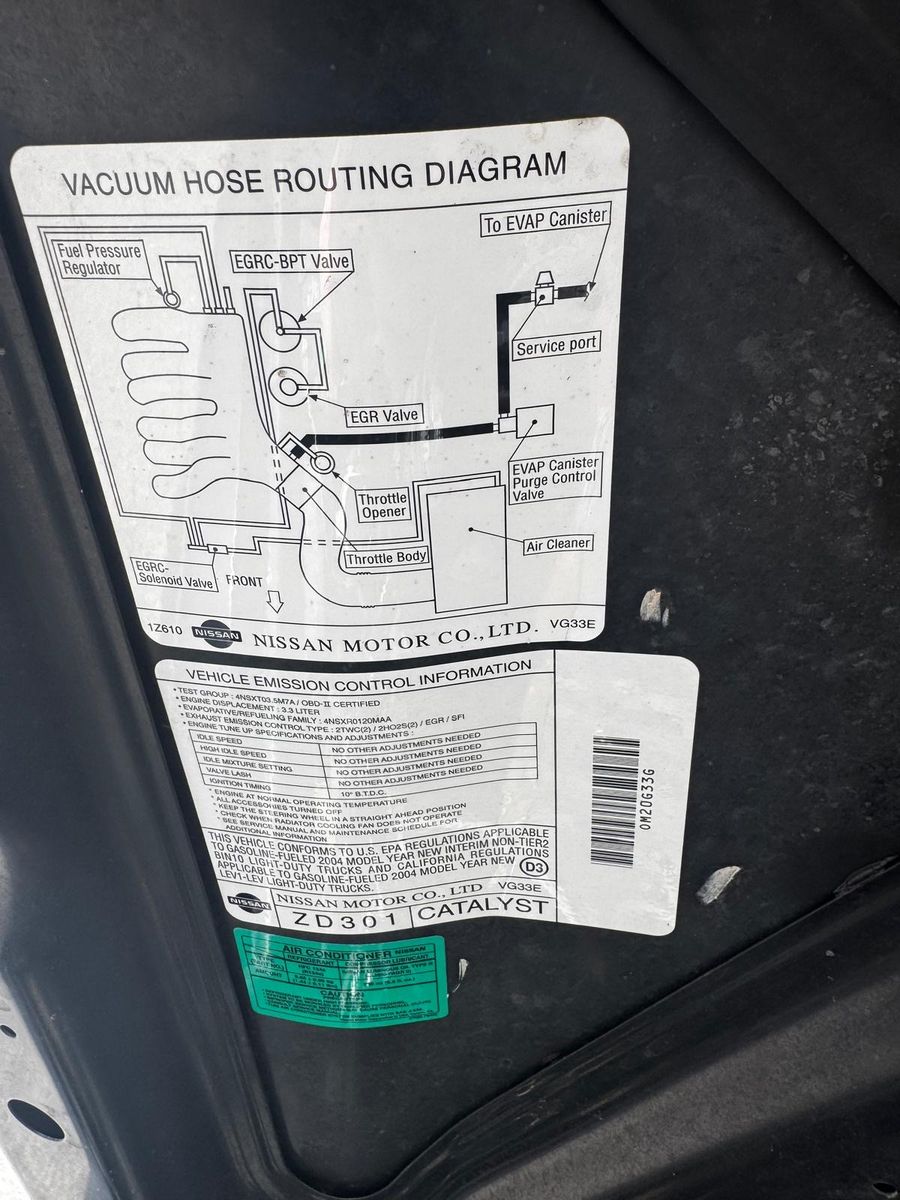 VACUUM HOSE ROUTING DIAGRAM
To EVAP Canister
Fuel Pressure
Regulator
EGRC-BPT Valve
Service port
EGR Valve
EVAP Canister
Purge Control
Valve
Throttle
Opener
Air Cleaner
Throttle Body
EGRC-
Solenoid Valve
FRONT
1Z610 NISSAN NISSAN MOTOR CO.,LTD. VG33E
VEHICLE EMISSION CONTROL INFORMATION
• TEST GROUP : 4NSXT03.5M7A / OBD-II CERTIFIED
• ENGINE DISPLACEMENT : 3.3 LITER
• EVAPORATIVE/REFUELING FAMILY : 4NSXR0120MAA
• EXHAUST EMISSION CONTROL TYPE : 2TWC(2) / 2HO2S(2) / EGR / SFI
• ENGINE TUNE UP SPECIFICATIONS AND ADJUSTMENTS :
IDLE SPEED NO OTHER ADJUSTMENTS NEEDED
HIGH IDLE SPEED NO OTHER ADJUSTMENTS NEEDED
IDLE MIXTURE SETTING NO OTHER ADJUSTMENTS NEEDED
VALVE LASH NO OTHER ADJUSTMENTS NEEDED
IGNITION TIMING 10° B.T.D.C.
* ENGINE AT NORMAL OPERATING TEMPERATURE
* ALL ACCESSORIES TURNED OFF
* KEEP THE STEERING WHEEL IN A STRAIGHT AHEAD POSITION
* CHECK WHEN RADIATOR COOLING FAN DOES NOT OPERATE
* SEE SERVICE MANUAL AND MAINTENANCE SCHEDULE FOR
ADDITIONAL INFORMATION
THIS VEHICLE CONFORMS TO U.S. EPA REGULATIONS APPLICABLE
TO GASOLINE-FUELED 2004 MODEL YEAR NEW INTERIM NON-TIER2
BIN10 LIGHT-DUTY TRUCKS AND CALIFORNIA REGULATIONS
APPLICABLE TO GASOLINE-FUELED 2004 MODEL YEAR NEW
LEV1-LEV LIGHT-DUTY TRUCKS.
D3
NISSAN NISSAN MOTOR CO., LTD VG33E
ZD301 CATALYST
0M20G33G
AIR CONDITIONER NISSAN
REFRIGERANT COMPRESSOR LUBRICANT
TYPE
(PART NO.)
AMOUNT
CAUTION